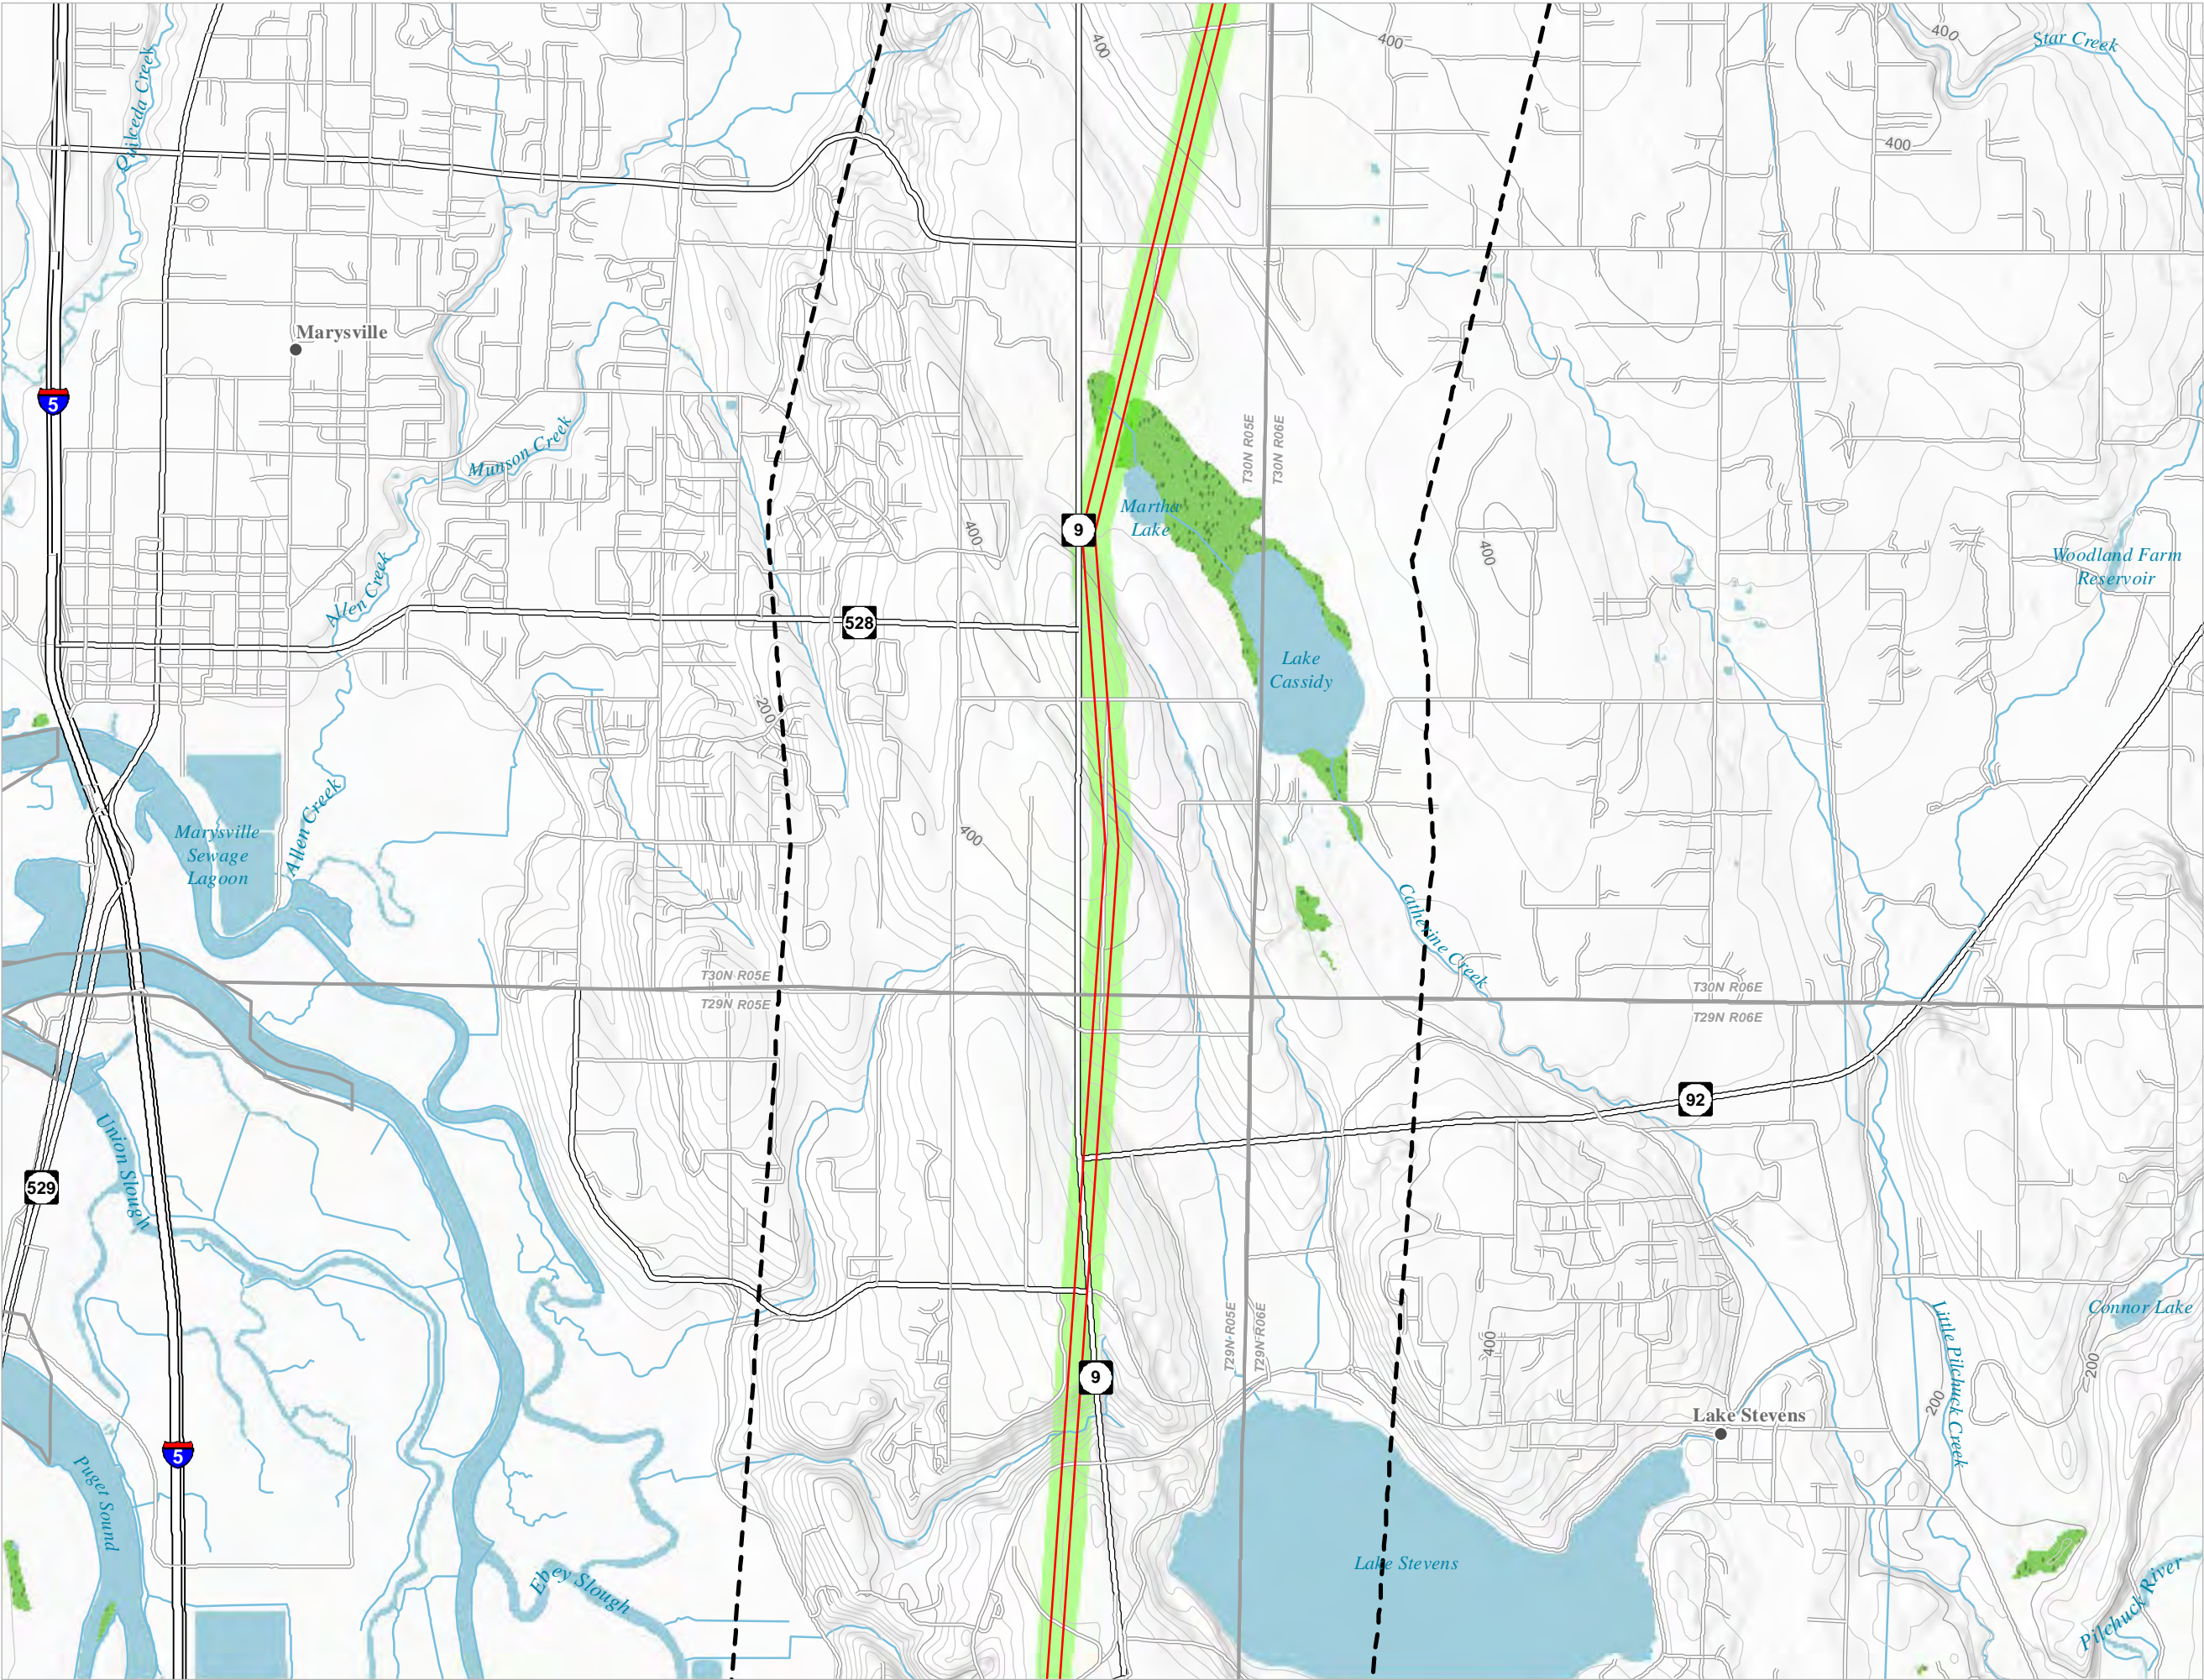 400
400
400
Star Creek
Quilceda Creek
400
Marysville
5
T30N R05E
T30N R06E
Munson Creek
Martha
Lake
9
400
400
Woodland Farm
Reservoir
Allen Creek
528
Lake
Cassidy
200
400
Marysville
Sewage
Lagoon
Allen Creek
Catherine Creek
T30N R05E
T29N R05E
T30N R06E
T29N R06E
92
Union Slough
529
T29N R05E
T29N R06E
Connor Lake
Little Pilchuck Creek
400
200
200
9
Lake Stevens
5
Puget Sound
Lake Stevens
Ebey Slough
Pilchuck River